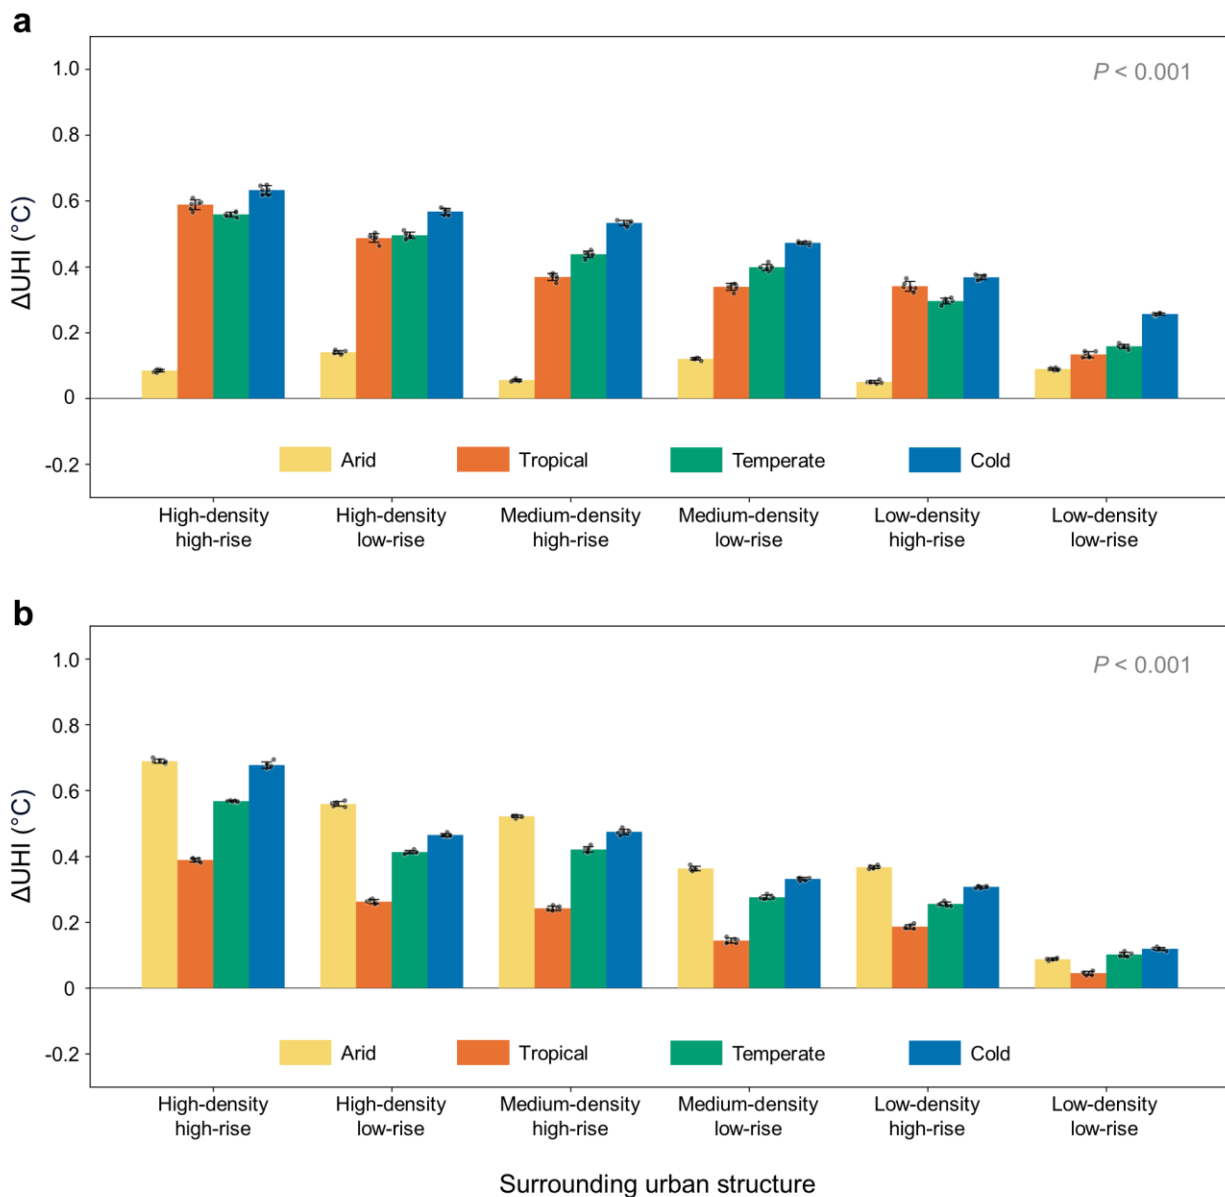 a
P < 0.001
ΔUHI (°C)
1.0
0.8
0.6
0.4
0.2
0
-0.2
Arid Tropical Temperate Cold
High-density High-density Medium-density Medium-density Low-density Low-density
high-rise low-rise high-rise low-rise high-rise low-rise
b
P < 0.001
ΔUHI (°C)
1.0
0.8
0.6
0.4
0.2
0
-0.2
Arid Tropical Temperate Cold
High-density High-density Medium-density Medium-density Low-density Low-density
high-rise low-rise high-rise low-rise high-rise low-rise
Surrounding urban structure